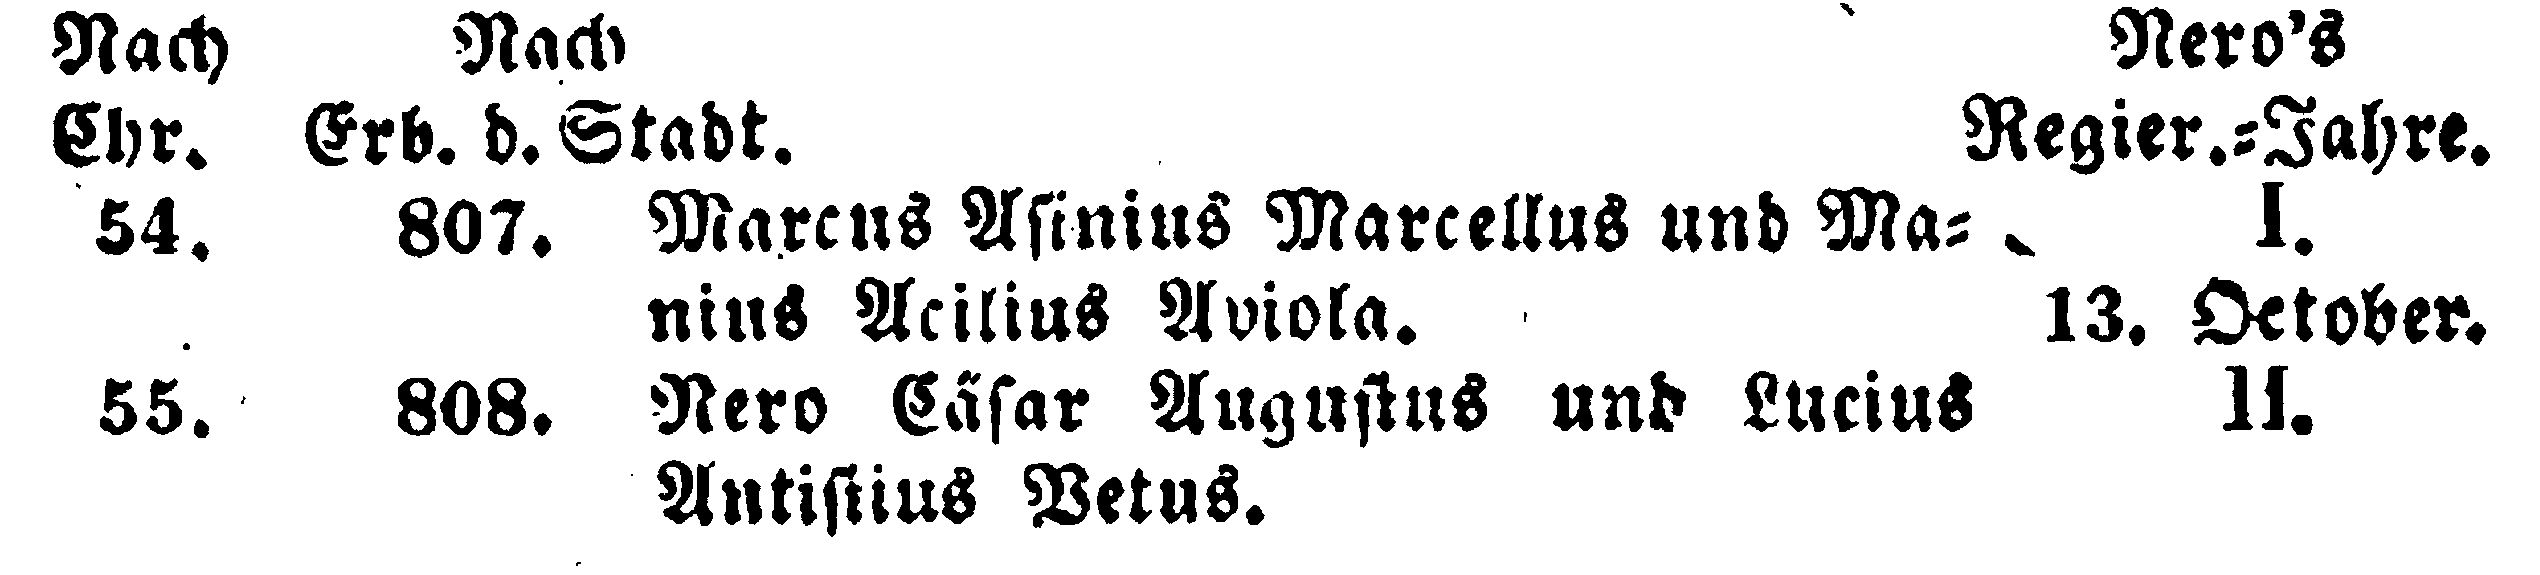 Nach Nach Nero's
Chr. Erb. d. Stadt. Regier.⸗Jahre.
54. 807. Marcus Aſinius Marcellus und Ma⸗ I.
nius Acilius Aviola. 13. October.
55. 808. Nero Cäſar Auguſtus und Lucius II.
Antiſtius Vetus.